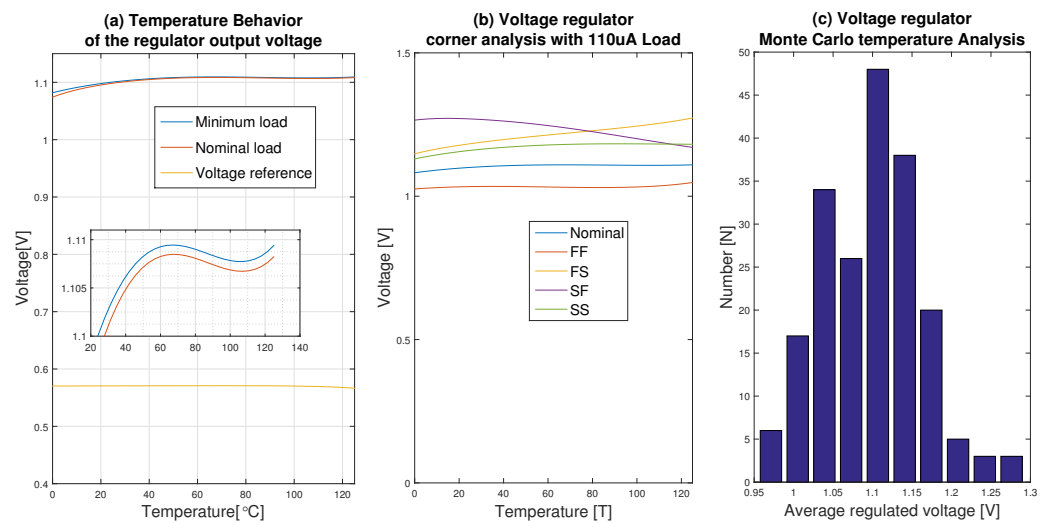 (a) Temperature Behavior
of the regulator output voltage
1.1
1
0.9
0.8
0.7
0.6
0.5
0.4
Voltage[V]
Minimum load
Nominal load
Voltage reference
1.11
1.105
1.1
20 40 60 80 100 120 140
0 20 40 60 80 100 120
Temperature[°C]
(b) Voltage regulator
corner analysis with 110uA Load
1.5
1
0.5
0
Voltage [V]
Nominal
FF
FS
SF
SS
0 20 40 60 80 100 120
Temperature [T]
(c) Voltage regulator
Monte Carlo temperature Analysis
50
45
40
35
30
25
20
15
10
5
0
Number [N]
0.95 1 1.05 1.1 1.15 1.2 1.25 1.3
Average regulated voltage [V]